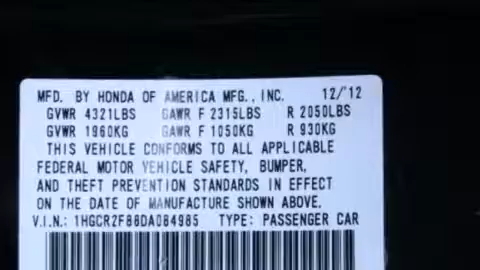 MFD. BY HONDA OF AMERICA MFG., INC. 12/'12
GVWR 4321LBS GAWR F 2315LBS R 2050LBS
GVWR 1960KG GAWR F 1050KG R 930KG
THIS VEHICLE CONFORMS TO ALL APPLICABLE
FEDERAL MOTOR VEHICLE SAFETY, BUMPER,
AND THEFT PREVENTION STANDARDS IN EFFECT
ON THE DATE OF MANUFACTURE SHOWN ABOVE.
V.I.N.: 1HGCR2F86DA084985 TYPE: PASSENGER CAR